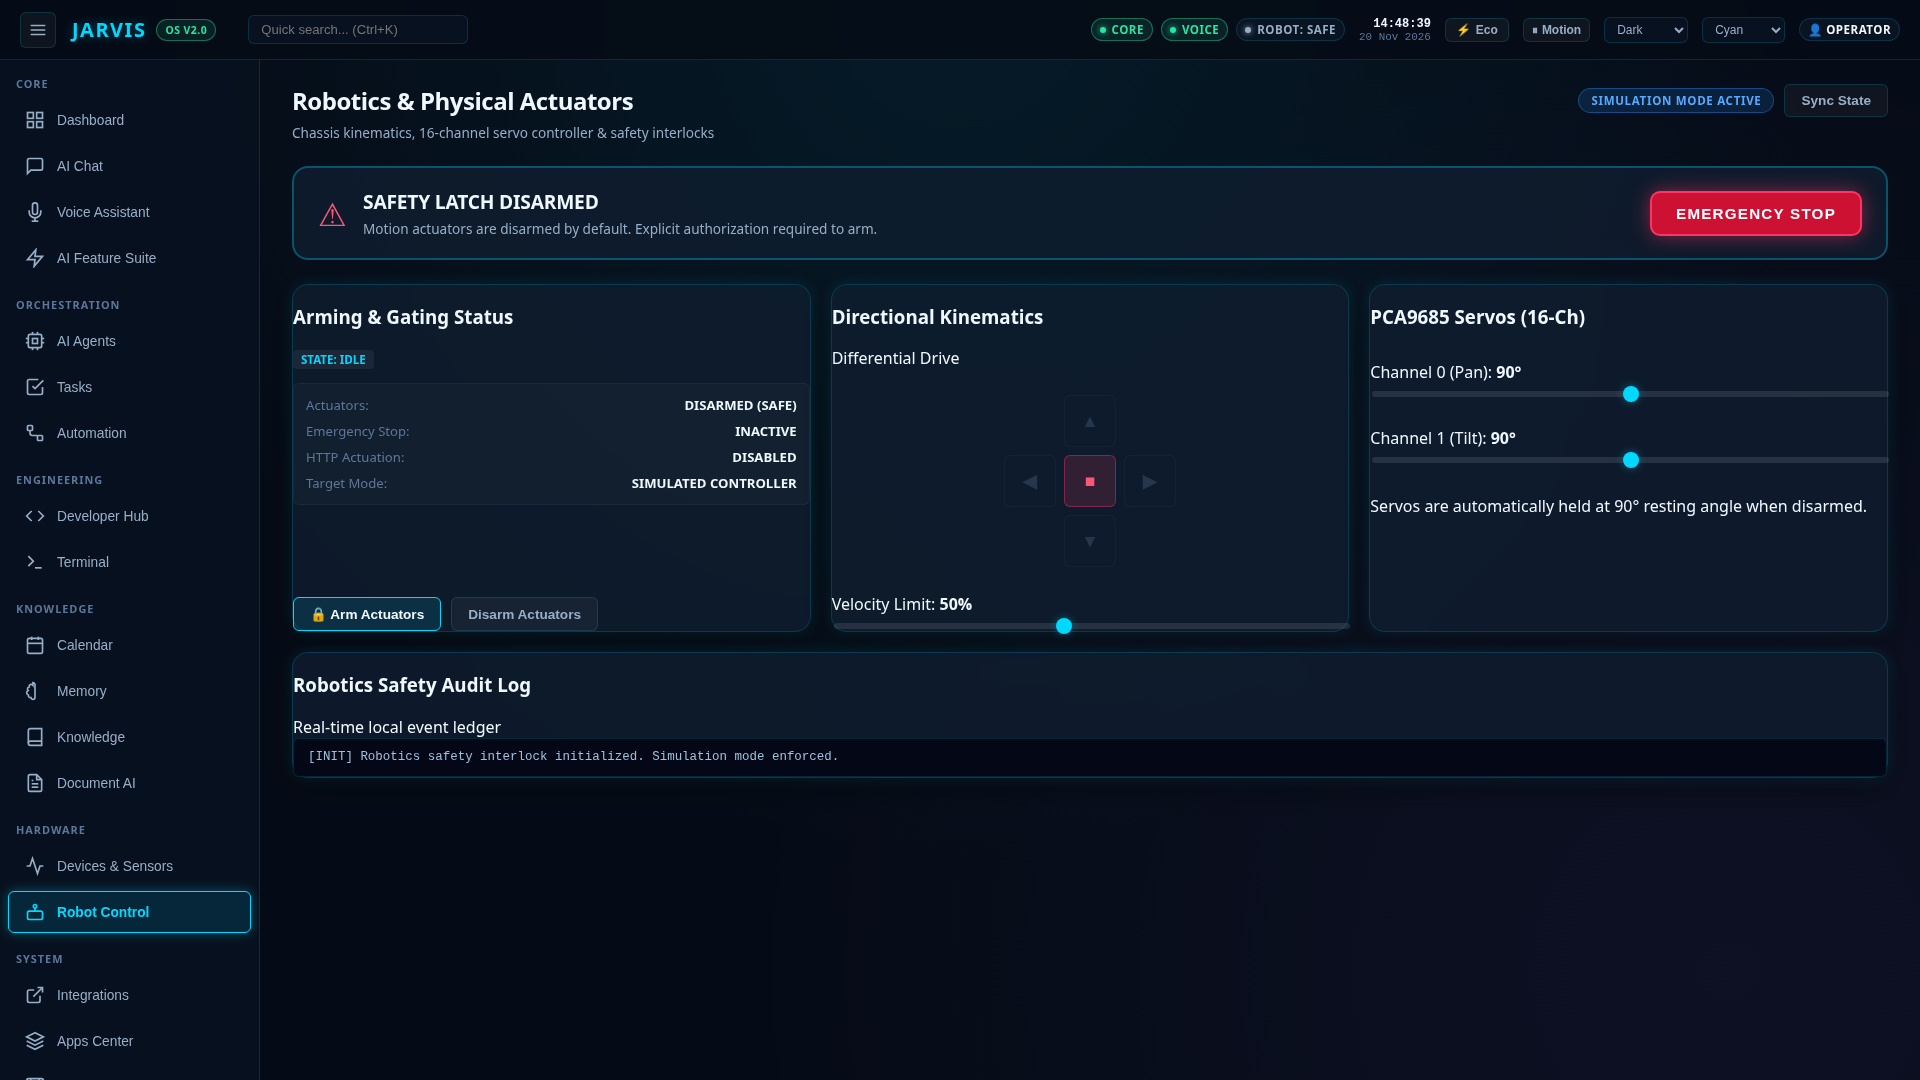 JARVIS
OS V2.0
Quick search... (Ctrl+K)
CORE
VOICE
ROBOT: SAFE
14:48:39
20 Nov 2026
⚡ Eco
Motion
Dark
Cyan
👤 OPERATOR
CORE
Dashboard
AI Chat
Voice Assistant
AI Feature Suite
ORCHESTRATION
AI Agents
Tasks
Automation
ENGINEERING
Developer Hub
Terminal
KNOWLEDGE
Calendar
Memory
Knowledge
Document AI
HARDWARE
Devices & Sensors
Robot Control
SYSTEM
Integrations
Apps Center
Robotics & Physical Actuators
Chassis kinematics, 16-channel servo controller & safety interlocks
SIMULATION MODE ACTIVE
Sync State
SAFETY LATCH DISARMED
Motion actuators are disarmed by default. Explicit authorization required to arm.
EMERGENCY STOP
Arming & Gating Status
STATE: IDLE
Actuators: DISARMED (SAFE)
Emergency Stop: INACTIVE
HTTP Actuation: DISABLED
Target Mode: SIMULATED CONTROLLER
🔒 Arm Actuators
Disarm Actuators
Directional Kinematics
Differential Drive
▲
◀ ■ ▶
▼
Velocity Limit: 50%
PCA9685 Servos (16-Ch)
Channel 0 (Pan): 90°
Channel 1 (Tilt): 90°
Servos are automatically held at 90° resting angle when disarmed.
Robotics Safety Audit Log
Real-time local event ledger
[INIT] Robotics safety interlock initialized. Simulation mode enforced.